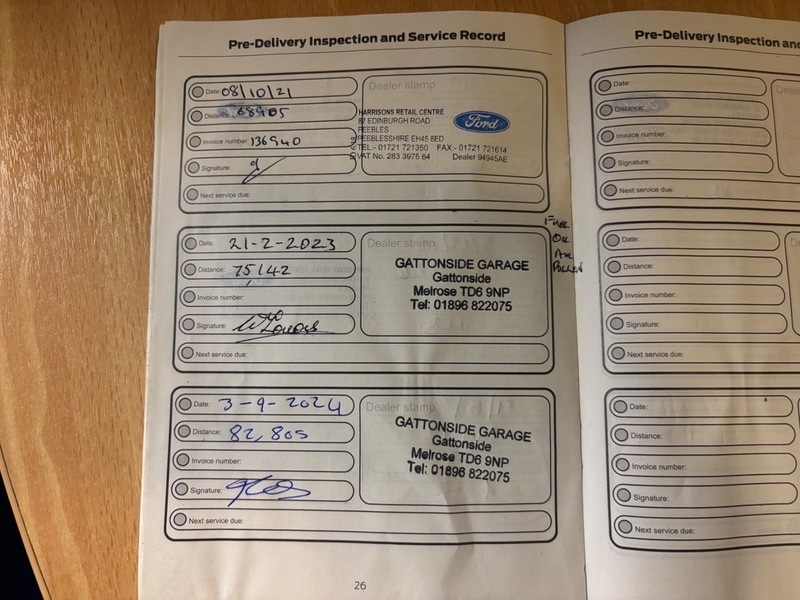 Pre-Delivery Inspection and Service Record
Date: 08/10/21
Distance: 68905
Invoice number: 136940
Signature:
Next service due:
Dealer stamp
HARRISONS RETAIL CENTRE
87 EDINBURGH ROAD
PEEBLES
PEEBLESSHIRE EH45 8ED
TEL:- 01721 721350 FAX:- 01721 721614
VAT No. 283 3975 64 Dealer 94945AE
Ford
Date: 21-2-2023
Distance: 75142
Invoice number:
Signature:
Next service due:
Dealer stamp
GATTONSIDE GARAGE
Gattonside
Melrose TD6 9NP
Tel: 01896 822075
FUEL
OIL
AIR
POLLEN
Date: 3-9-2024
Distance: 82,805
Invoice number:
Signature:
Next service due:
Dealer stamp
GATTONSIDE GARAGE
Gattonside
Melrose TD6 9NP
Tel: 01896 822075
26
Pre-Delivery Inspection an
Date:
Distance:
Invoice number:
Signature:
Next service due:
Date:
Distance:
Invoice number:
Signature:
Next service due:
Date:
Distance:
Invoice number:
Signature:
Next service due: